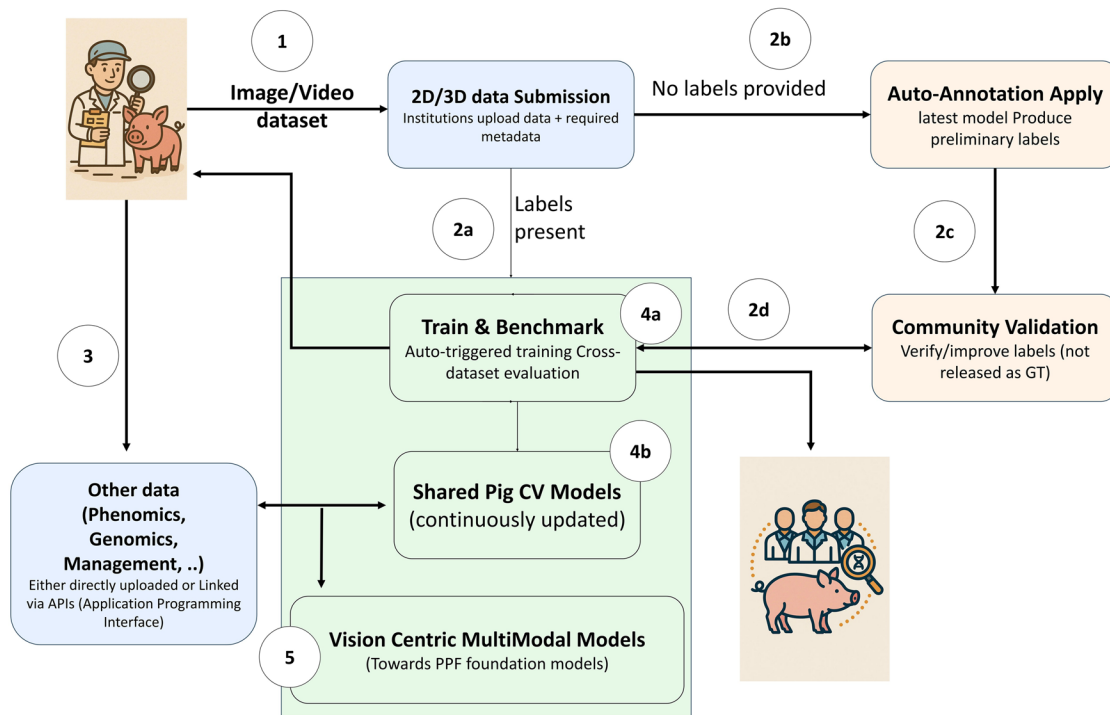 1
Image/Video
dataset
2D/3D data Submission
Institutions upload data + required
metadata
2b
No labels provided
Auto-Annotation Apply
latest model Produce
preliminary labels
2a
Labels
present
2c
Train & Benchmark
Auto-triggered training Cross-
dataset evaluation
4a
2d
Community Validation
Verify/improve labels (not
released as GT)
3
4b
Shared Pig CV Models
(continuously updated)
Other data
(Phenomics,
Genomics,
Management, ..)
Either directly uploaded or Linked
via APIs (Application Programming
Interface)
5
Vision Centric MultiModal Models
(Towards PPF foundation models)